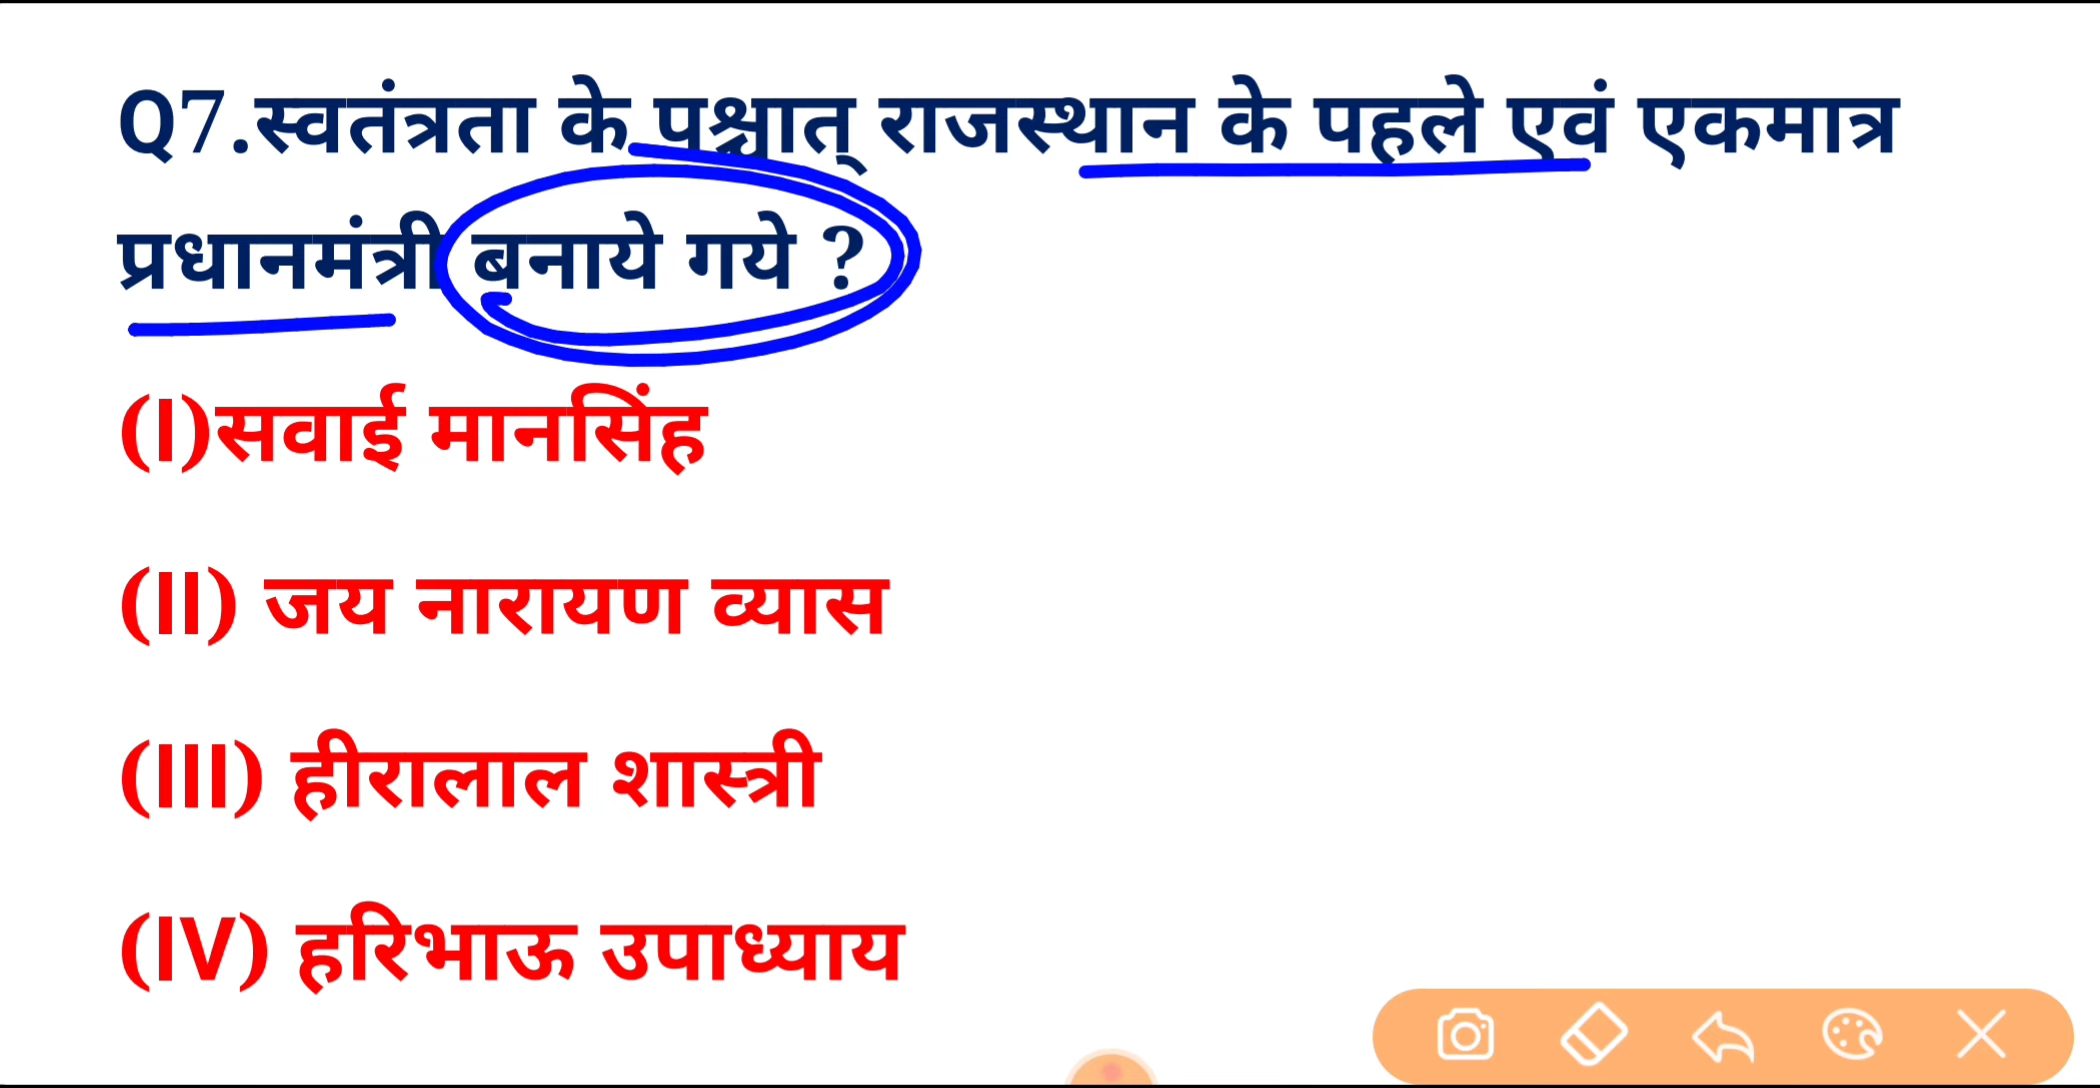 Q7.स्वतंत्रता के पश्चात् राजस्थान के पहले एवं एकमात्र
प्रधानमंत्री बनाये गये ?
(I)सवाई मानसिंह
(II) जय नारायण व्यास
(III) हीरालाल शास्त्री
(IV) हरिभाऊ उपाध्याय